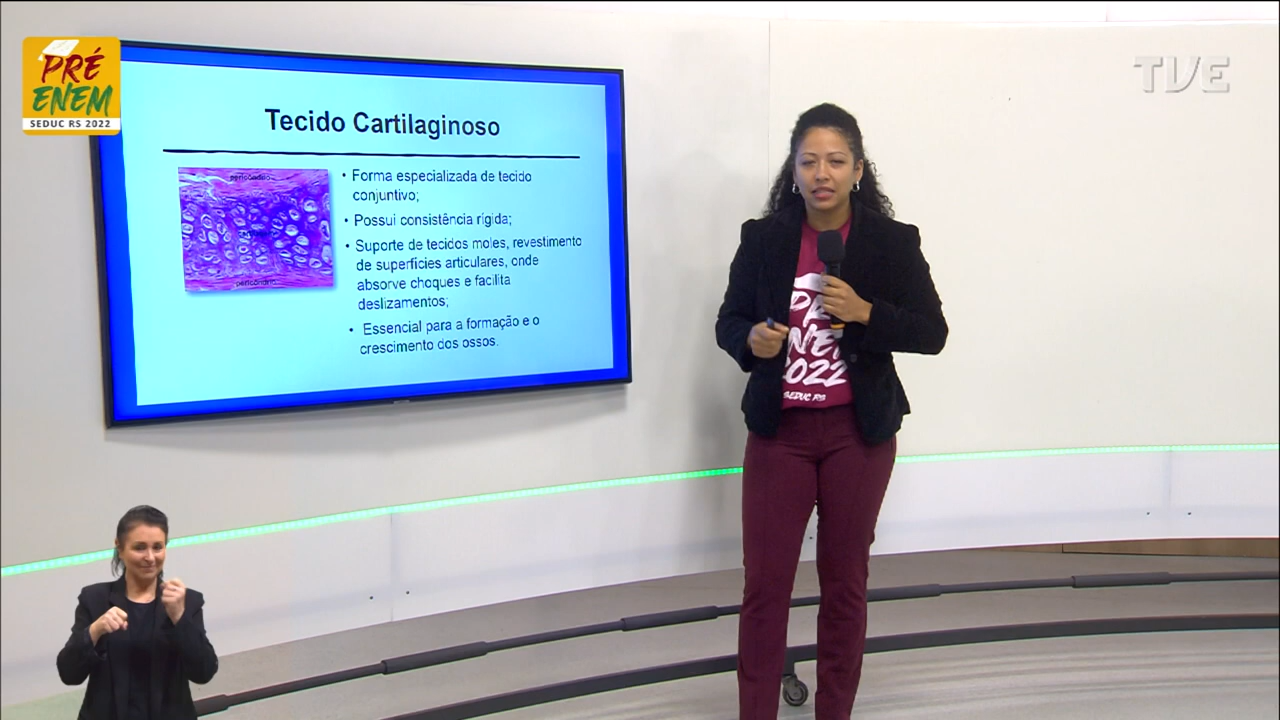 PRÉ
ENEM
SEDUC RS 2022
TVE
Tecido Cartilaginoso
pericôndrio
• Forma especializada de tecido
conjuntivo;
• Possui consistência rígida;
• Suporte de tecidos moles, revestimento
de superfícies articulares, onde
absorve choques e facilita
deslizamentos;
• Essencial para a formação e o
crescimento dos ossos.
pericôndrio
2022
SEDUC RS